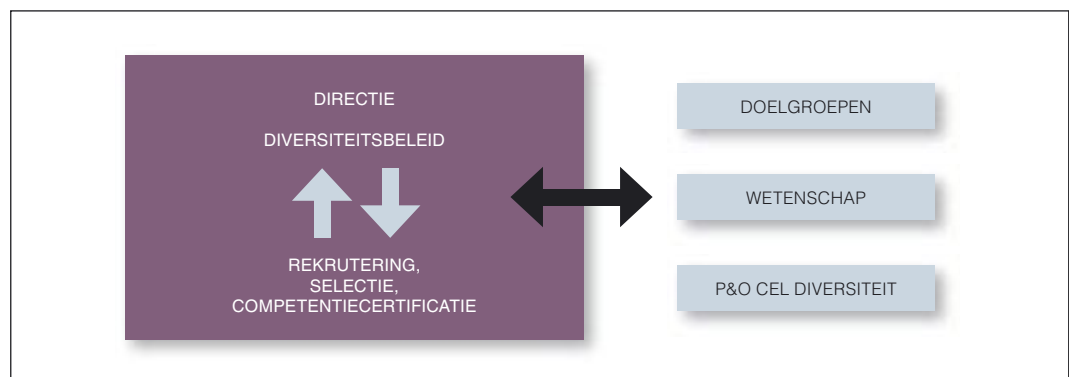 DIRECTIE
DIVERSITEITSBELEID
REKRUTERING,
SELECTIE,
COMPETENTIECERTIFICATIE
DOELGROEPEN
WETENSCHAP
P&O CEL DIVERSITEIT